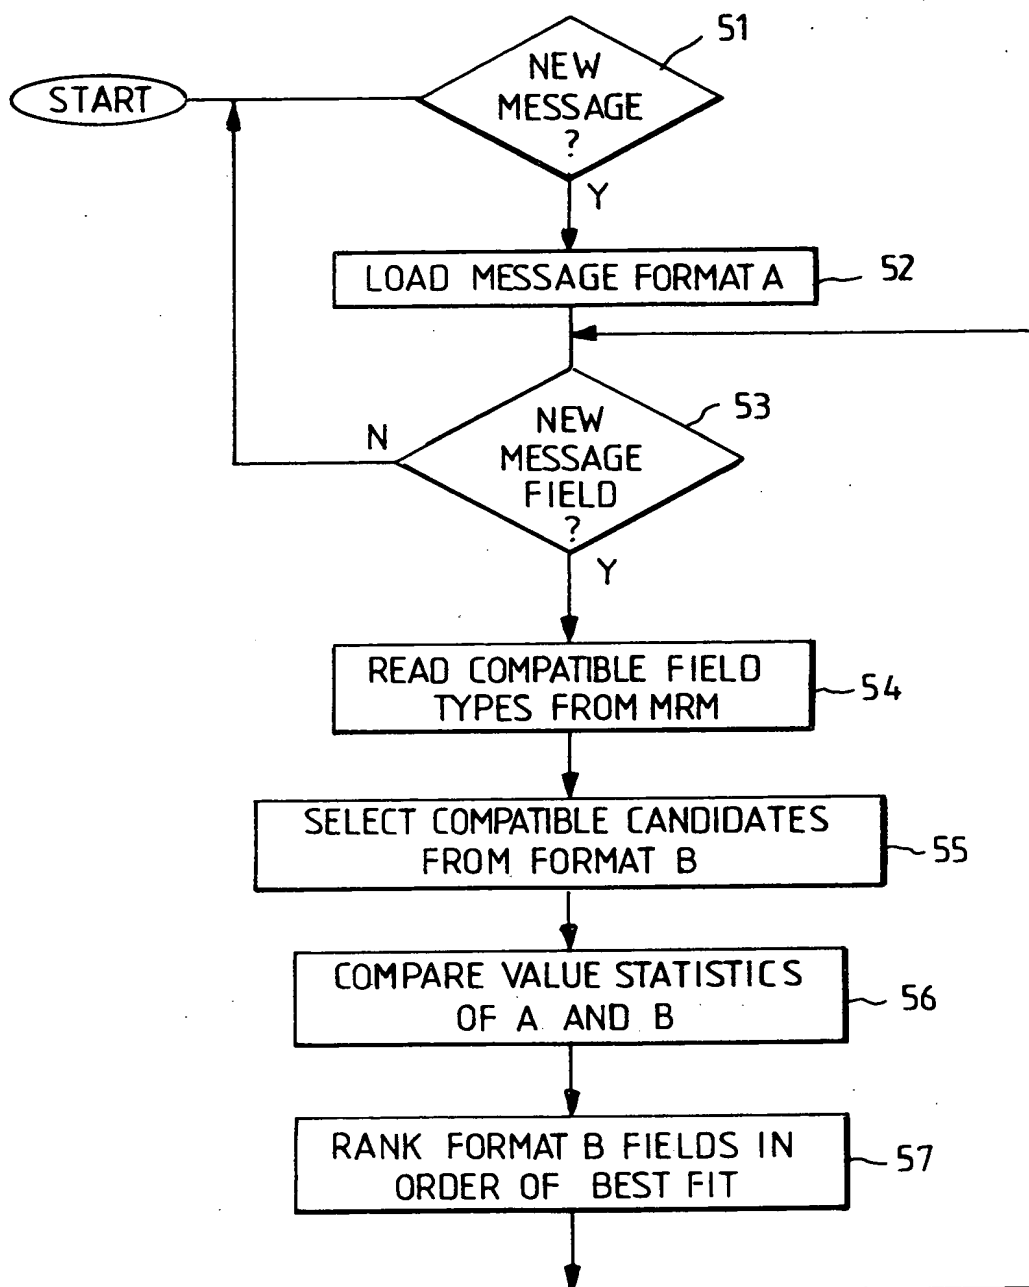 51
START
NEW
MESSAGE
?
Y
LOAD MESSAGE FORMAT A
52
53
N
NEW
MESSAGE
FIELD
?
Y
READ COMPATIBLE FIELD
TYPES FROM MRM
54
SELECT COMPATIBLE CANDIDATES
FROM FORMAT B
55
COMPARE VALUE STATISTICS
OF A AND B
56
RANK FORMAT B FIELDS IN
ORDER OF BEST FIT
57